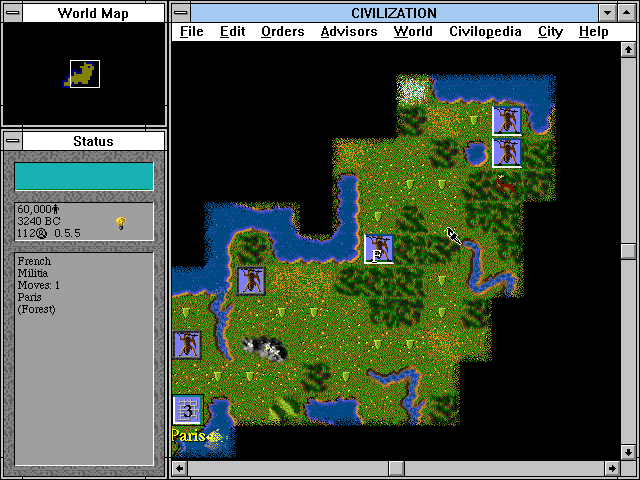 World Map
CIVILIZATION
File Edit Orders Advisors World Civilopedia City Help
Status
60,000
3240 BC
112 0.5.5
French
Militia
Moves: 1
Paris
(Forest)
F
3
Paris